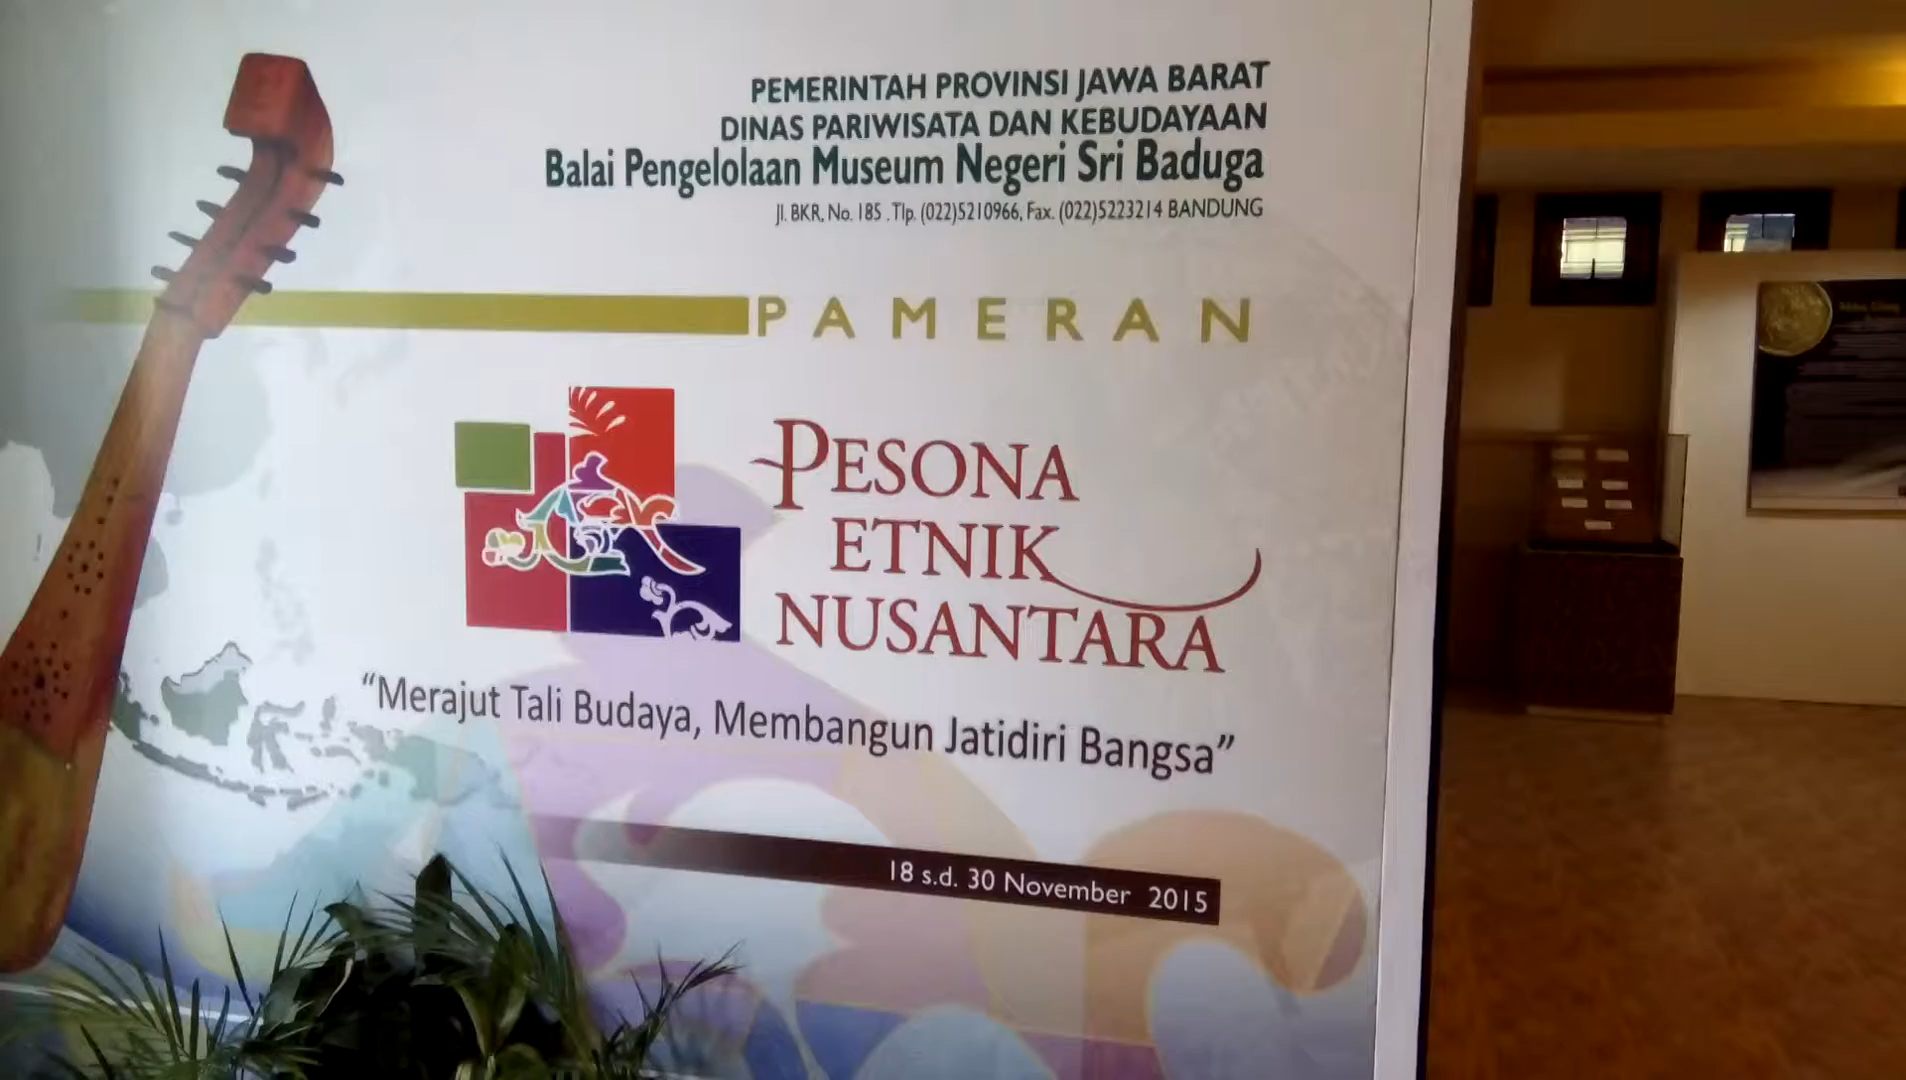 PEMERINTAH PROVINSI JAWA BARAT
DINAS PARIWISATA DAN KEBUDAYAAN
Balai Pengelolaan Museum Negeri Sri Baduga
Jl. BKR, No. 185 . Tlp. (022)5210966, Fax. (022)5223214 BANDUNG
PAMERAN
PESONA
ETNIK
NUSANTARA
“Merajut Tali Budaya, Membangun Jatidiri Bangsa”
18 s.d. 30 November 2015